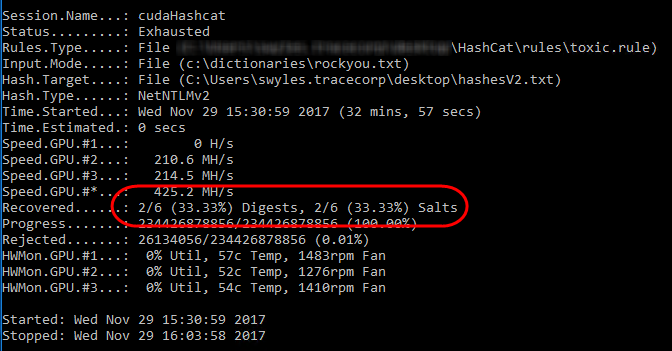 Session.Name...: cudaHashcat
Status.........: Exhausted
Rules.Type.....: File \HashCat\rules\toxic.rule)
Input.Mode.....: File (c:\dictionaries\rockyou.txt)
Hash.Target....: File (C:\Users\swyles.tracecorp\desktop\hashesV2.txt)
Hash.Type......: NetNTLMv2
Time.Started...: Wed Nov 29 15:30:59 2017 (32 mins, 57 secs)
Time.Estimated.: 0 secs
Speed.GPU.#1...: 0 H/s
Speed.GPU.#2...: 210.6 MH/s
Speed.GPU.#3...: 214.5 MH/s
Speed.GPU.#*...: 425.2 MH/s
Recovered......: 2/6 (33.33%) Digests, 2/6 (33.33%) Salts
Progress.......: 234426878856/234426878856 (100.00%)
Rejected.......: 26134056/234426878856 (0.01%)
HWMon.GPU.#1...: 0% Util, 57c Temp, 1483rpm Fan
HWMon.GPU.#2...: 0% Util, 52c Temp, 1276rpm Fan
HWMon.GPU.#3...: 0% Util, 54c Temp, 1410rpm Fan
Started: Wed Nov 29 15:30:59 2017
Stopped: Wed Nov 29 16:03:58 2017